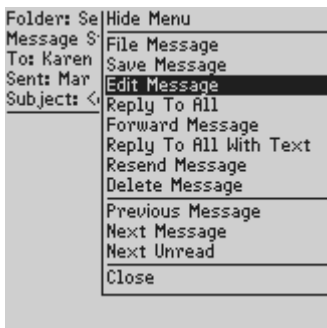 Folder: Se
Message S
To: Karen
Sent: Mar
Subject: <
Hide Menu
File Message
Save Message
Edit Message
Reply To All
Forward Message
Reply To All With Text
Resend Message
Delete Message
Previous Message
Next Message
Next Unread
Close